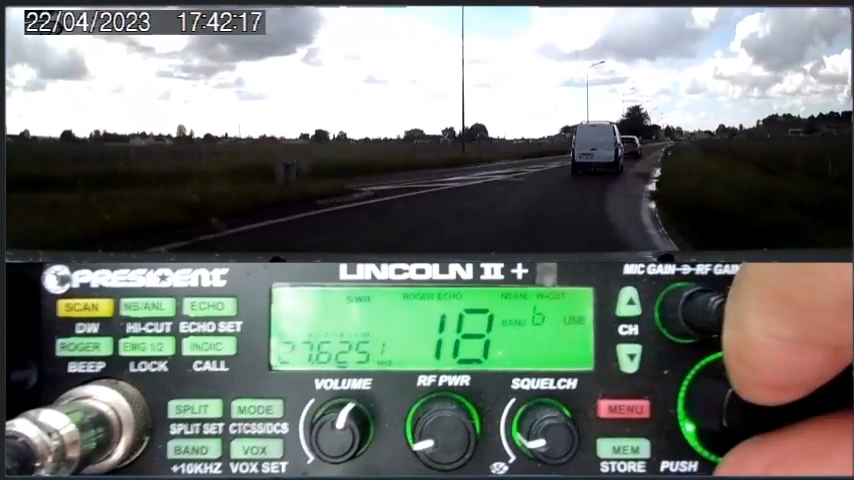 22/04/2023 17:42:17
PRESIDENT LINCOLN II + MIC GAIN RF GAIN
SCAN NB/ANL ECHO
DW HI-CUT ECHO SET
ROGER EMG 1/2 IND/C
BEEP LOCK CALL
SWR ROGER ECHO NB/ANL HI-CUT
18 BAND b USB
27.6251
CH
VOLUME RF PWR SQUELCH
SPLIT MODE
SPLIT SET CTCSS/DCS
BAND VOX
+10KHZ VOX SET
MENU
MEM
STORE PUSH